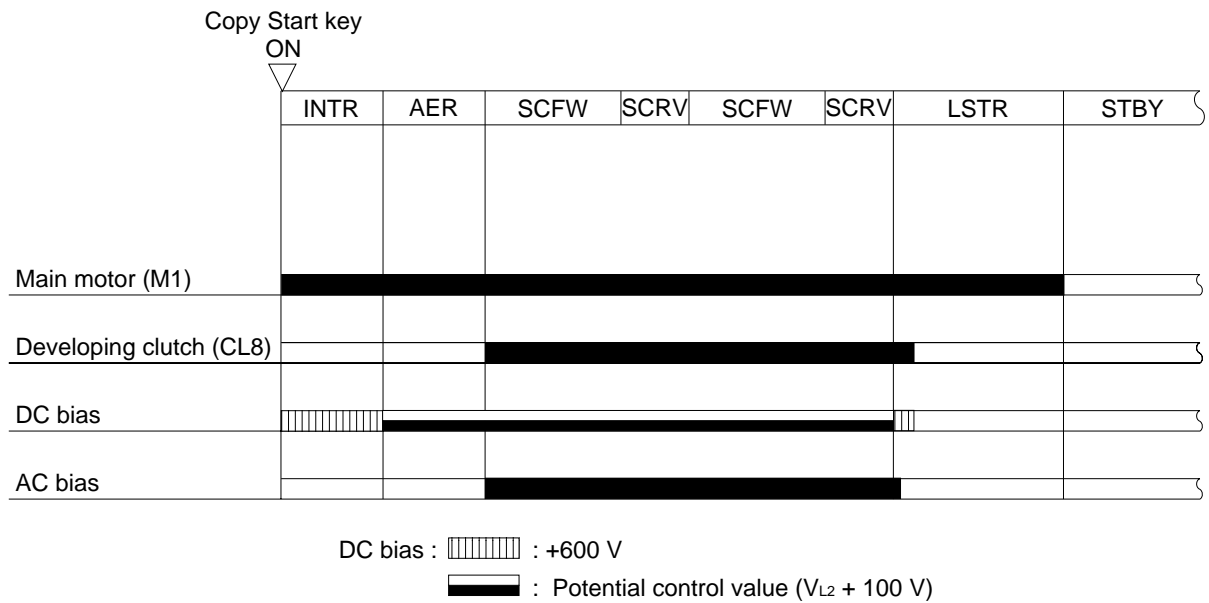 Copy Start key
ON
INTR AER SCFW SCRV SCFW SCRV LSTR STBY
Main motor (M1)
Developing clutch (CL8)
DC bias
AC bias
DC bias : : +600 V
: Potential control value (VL2 + 100 V)